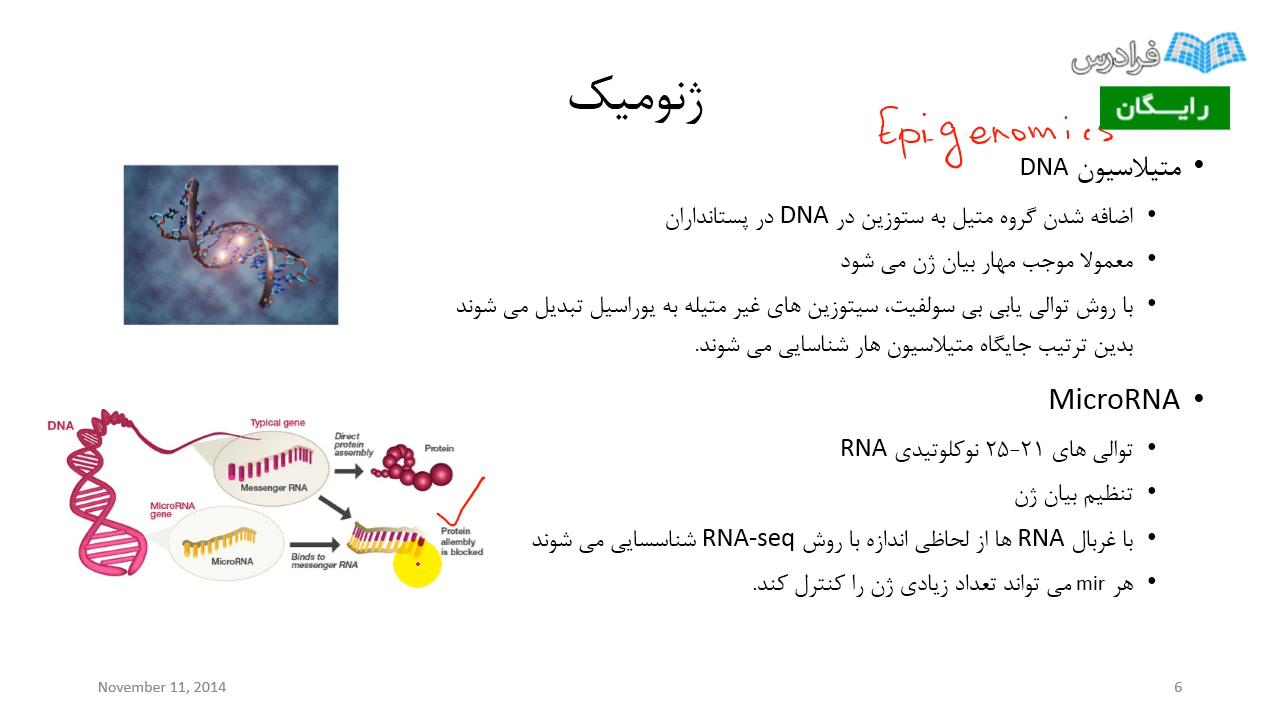 فرادرس
رایــگان
ژنومیک
Epigenomics
• متیلاسیون DNA
• اضافه شدن گروه متیل به ستوزین در DNA در پستانداران
• معمولا موجب مهار بیان ژن می شود
• با روش توالی یابی بی سولفیت، سیتوزین های غیر متیله به یوراسیل تبدیل می شوند
بدین ترتیب جایگاه متیلاسیون هار شناسایی می شوند.
• MicroRNA
• توالی های ۲۱-۲۵ نوکلوتیدی RNA
• تنظیم بیان ژن
• با غربال RNA ها از لحاظی اندازه با روش RNA-seq شناسسایی می شوند
• هر mir می تواند تعداد زیادی ژن را کنترل کند.
DNA
Typical gene
Messenger RNA
Direct
protein
assembly
Protein
MicroRNA
gene
MicroRNA
Binds to
messenger RNA
Protein
allembly
is blocked
November 11, 2014
6